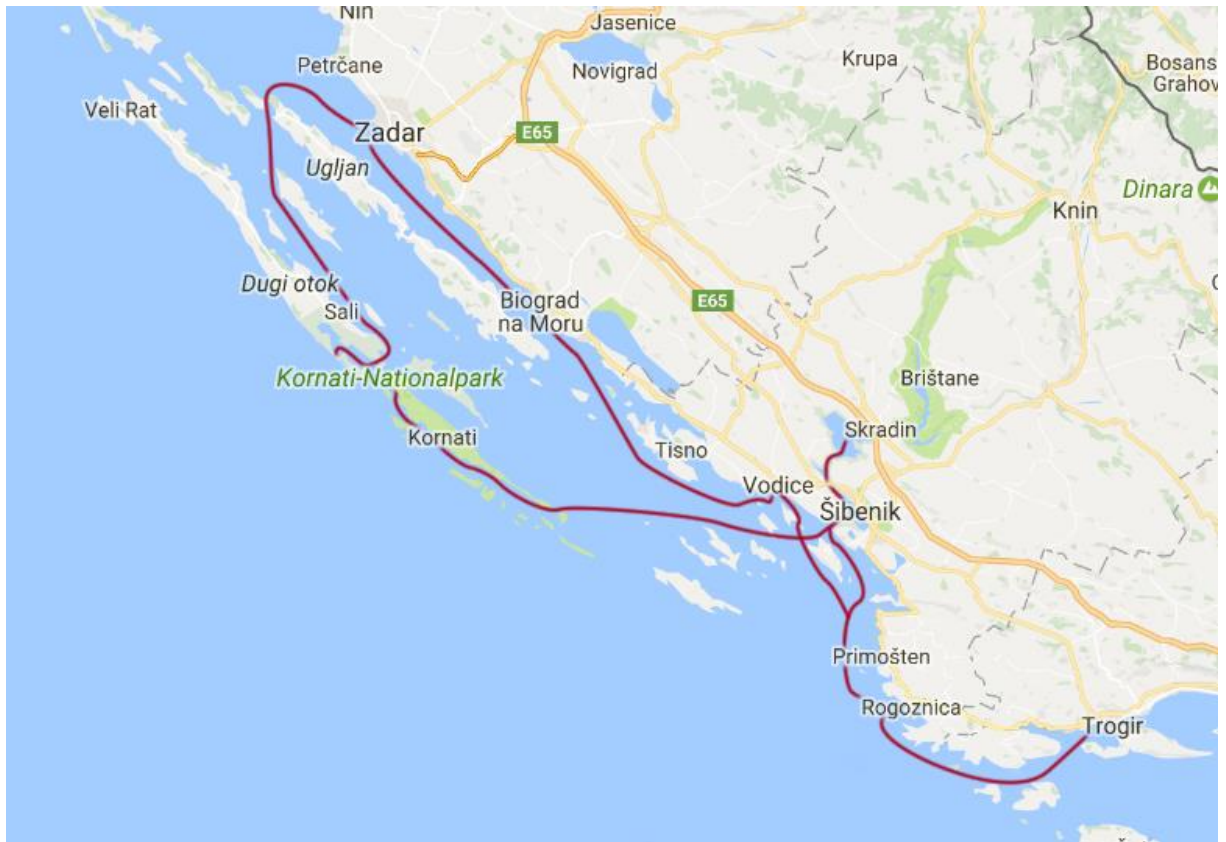 Nin
Jasenice
Petrčane
Novigrad
Krupa
Bosans
Grahov
Veli Rat
Zadar
E65
Ugljan
Dinara
Knin
Dugi otok
Sali
Biograd
na Moru
E65
Kornati-Nationalpark
Brištane
Kornati
Skradin
Tisno
Vodice
Šibenik
Primošten
Rogoznica
Trogir